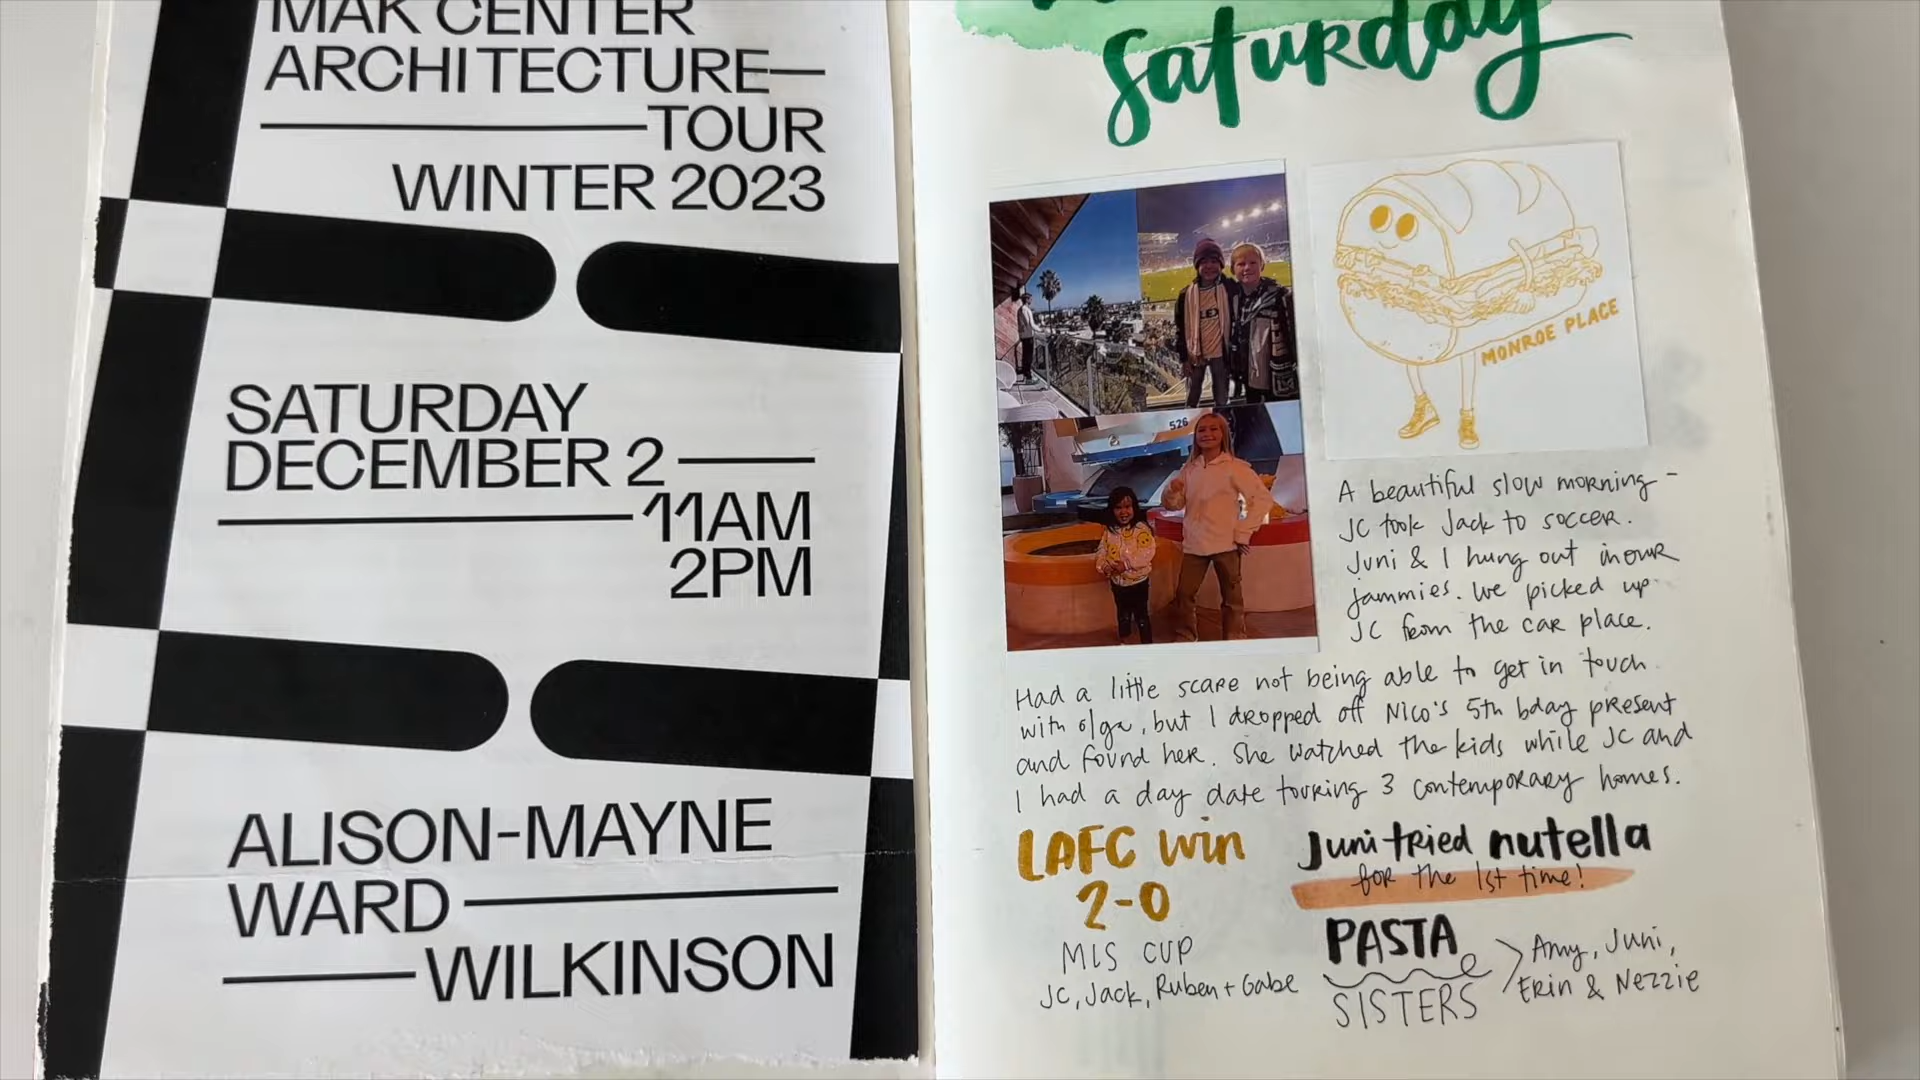 MAK CENTER
ARCHITECTURE—
—TOUR
WINTER 2023
SATURDAY
DECEMBER 2—
—11AM
2PM
ALISON-MAYNE
WARD—
—WILKINSON
Saturday
526
MONROE PLACE
A beautiful slow morning -
JC took Jack to soccer.
Juni & I hung out in our
jammies. We picked up
JC from the car place.
Had a little scare not being able to get in touch
with olga, but I dropped off Nico's 5th bday present
and found her. She watched the kids while JC and
I had a day date touring 3 contemporary homes.
LAFC win
2-0
MLS CUP
JC, Jack, Ruben + Gabe
Juni tried nutella
for the 1st time!
PASTA
SISTERS
Amy, Juni,
Erin & Nezzie